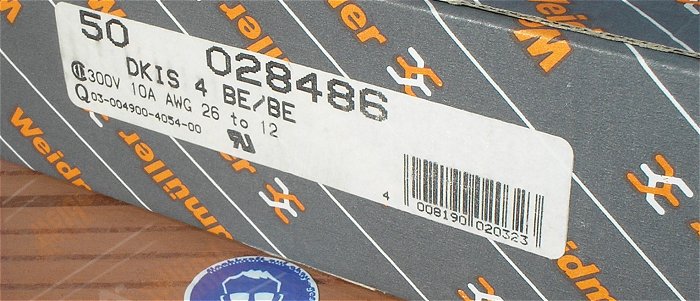 Weidmüller
50 028486
DKIS 4 BE/BE
300V 10A AWG 26 to 12
Q 03-004900-4054-00
4 008190 020323
Weidmüller
Weidmüller